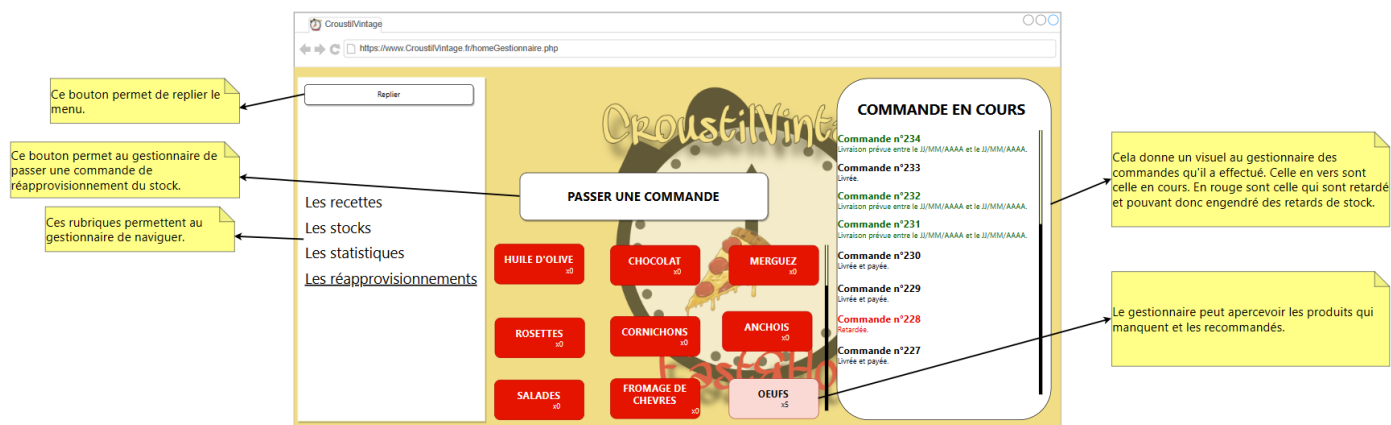 CroustilVintage
https://www.CroustilVintage.fr/homeGestionnaire.php
Ce bouton permet de replier le
menu.
Ce bouton permet au gestionnaire de
passer une commande de
réapprovisionnement du stock.
Ces rubriques permettent au
gestionnaire de naviguer.
Replier
Les recettes
Les stocks
Les statistiques
Les réapprovisionnements
CroustilVinta
PASSER UNE COMMANDE
HUILE D'OLIVE
x0
CHOCOLAT
x0
MERGUEZ
x0
ROSETTES
x0
CORNICHONS
x0
ANCHOIS
x0
SALADES
x0
FROMAGE DE
CHEVRES
x0
OEUFS
x5
COMMANDE EN COURS
Commande n°234
Livraison prévue entre le JJ/MM/AAAA et le JJ/MM/AAAA.
Commande n°233
Livrée.
Commande n°232
Livraison prévue entre le JJ/MM/AAAA et le JJ/MM/AAAA.
Commande n°231
Livraison prévue entre le JJ/MM/AAAA et le JJ/MM/AAAA.
Commande n°230
Livrée et payée.
Commande n°229
Livrée et payée.
Commande n°228
Retardée.
Commande n°227
Livrée et payée.
Cela donne un visuel au gestionnaire des
commandes qu'il a effectué. Celle en vers sont
celle en cours. En rouge sont celle qui sont retardé
et pouvant donc engendré des retards de stock.
Le gestionnaire peut apercevoir les produits qui
manquent et les recommandés.